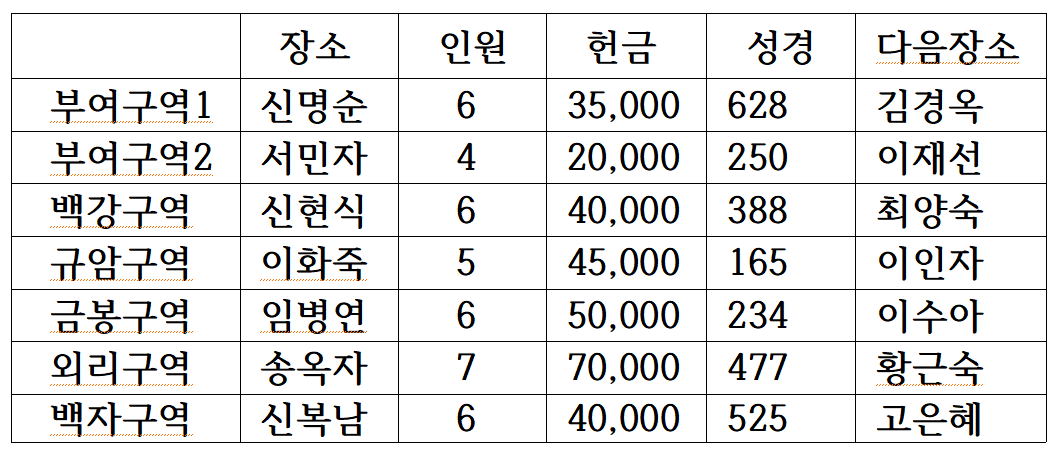 장소 인원 헌금 성경 다음장소
부여구역1 신명순 6 35,000 628 김경옥
부여구역2 서민자 4 20,000 250 이재선
백강구역 신현식 6 40,000 388 최양숙
규암구역 이화죽 5 45,000 165 이인자
금봉구역 임병연 6 50,000 234 이수아
외리구역 송옥자 7 70,000 477 황근숙
백자구역 신복남 6 40,000 525 고은혜